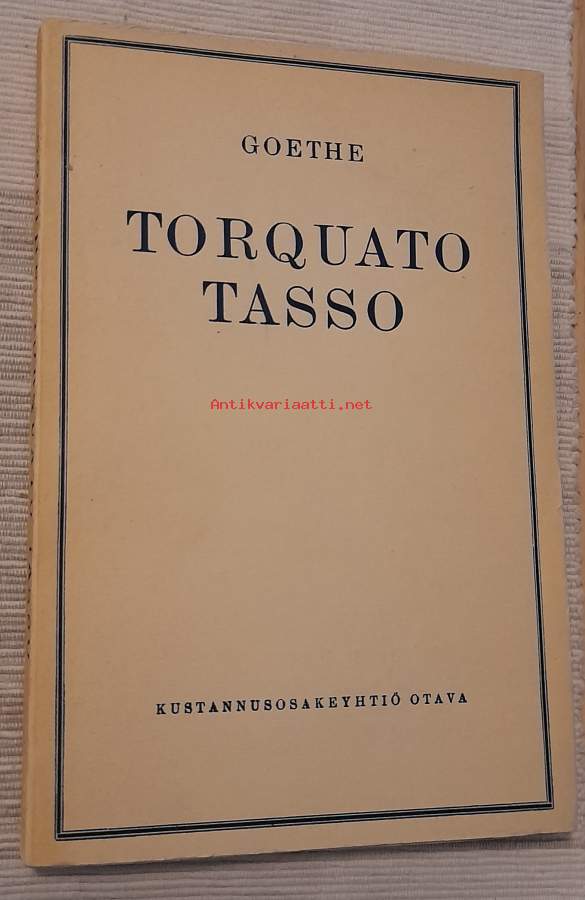 GOETHE
TORQUATO
TASSO
Antikvariaatti.net
KUSTANNUSOSAKEYHTIÖ OTAVA